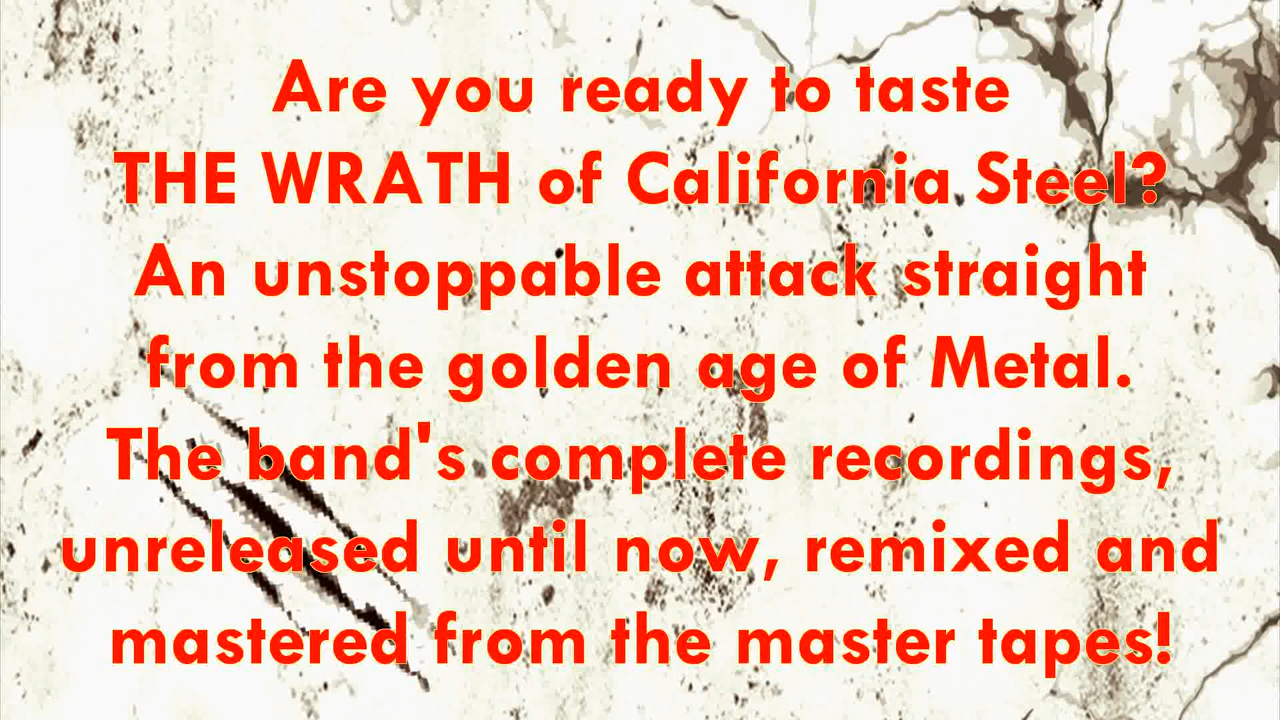 Are you ready to taste
THE WRATH of California Steel?
An unstoppable attack straight
from the golden age of Metal.
The band's complete recordings,
unreleased until now, remixed and
mastered from the master tapes!